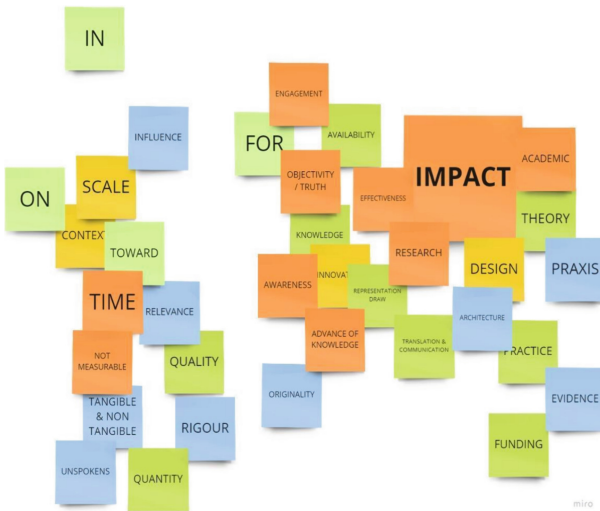 IN
ENGAGEMENT
INFLUENCE
FOR
AVAILABILITY
IMPACT
ACADEMIC
SCALE
OBJECTIVITY
/ TRUTH
EFFECTIVENESS
ON
THEORY
CONTEX
TOWARD
KNOWLEDGE
RESEARCH
DESIGN
PRAXIS
INNOVAT
AWARENESS
REPRESENTATION
DRAW
TIME
RELEVANCE
ARCHITECTURE
ADVANCE OF
KNOWLEDGE
TRANSLATION &
COMMUNICATION
PRACTICE
NOT
MEASURABLE
QUALITY
ORIGINALITY
EVIDENCE
TANGIBLE
& NON
TANGIBLE
RIGOUR
FUNDING
UNSPOKENS
QUANTITY
miro